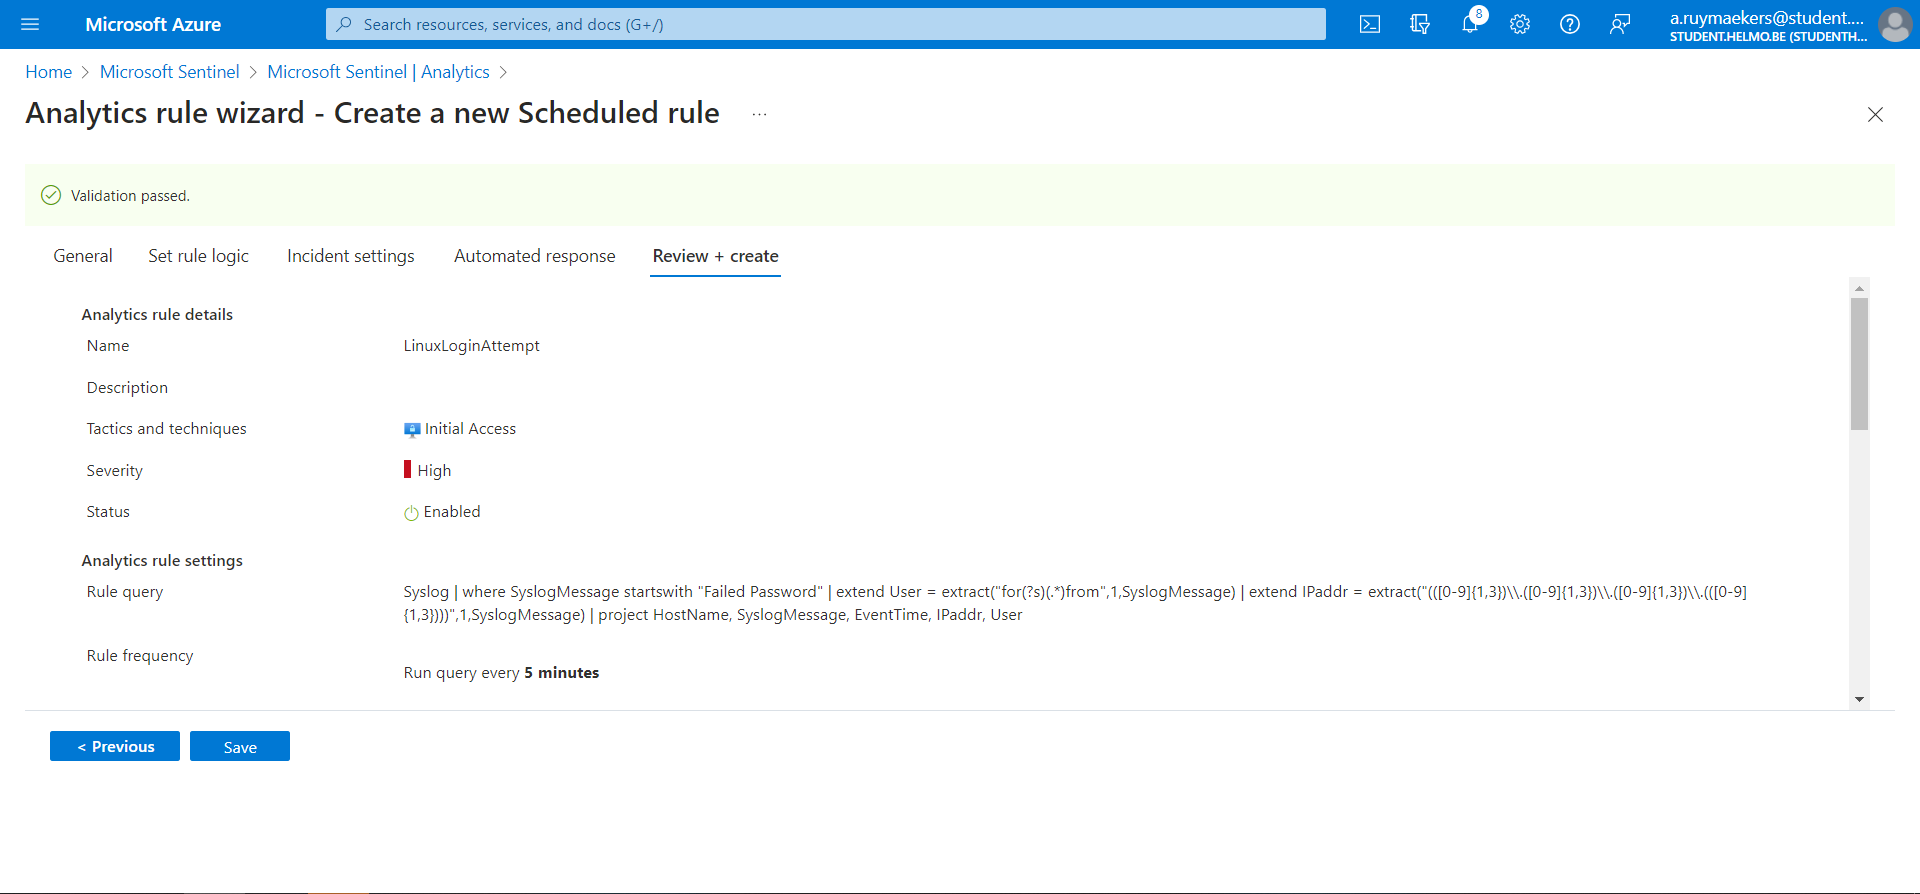 Microsoft Azure
Search resources, services, and docs (G+/)
8
a.ruymaekers@student....
STUDENT.HELMO.BE (STUDENTH...
Home > Microsoft Sentinel > Microsoft Sentinel | Analytics >
Analytics rule wizard - Create a new Scheduled rule ...
Validation passed.
General Set rule logic Incident settings Automated response Review + create
Analytics rule details
Name LinuxLoginAttempt
Description
Tactics and techniques Initial Access
Severity High
Status Enabled
Analytics rule settings
Rule query Syslog | where SyslogMessage startswith "Failed Password" | extend User = extract("for(?s)(.*)from",1,SyslogMessage) | extend IPaddr = extract("(([0-9]{1,3})\\.([0-9]{1,3})\\.([0-9]{1,3})\\.(([0-9]
{1,3})))",1,SyslogMessage) | project HostName, SyslogMessage, EventTime, IPaddr, User
Rule frequency
Run query every 5 minutes
< Previous Save